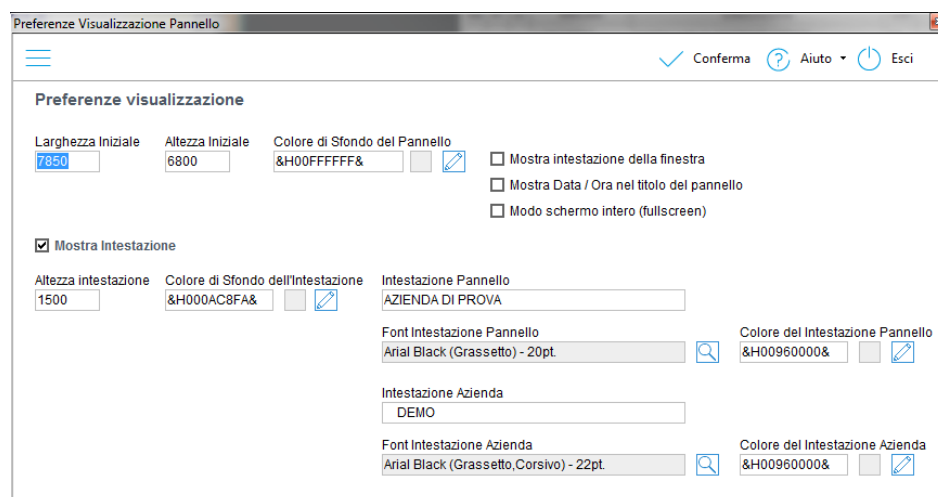 Preferenze Visualizzazione Pannello
Conferma Aiuto Esci
Preferenze visualizzazione
Larghezza Iniziale Altezza Iniziale Colore di Sfondo del Pannello
7850 6800 &H00FFFFFF&
Mostra intestazione della finestra
Mostra Data / Ora nel titolo del pannello
Modo schermo intero (fullscreen)
Mostra Intestazione
Altezza intestazione Colore di Sfondo dell'Intestazione Intestazione Pannello
1500 &H000AC8FA& AZIENDA DI PROVA
Font Intestazione Pannello Colore del Intestazione Pannello
Arial Black (Grassetto) - 20pt. &H00960000&
Intestazione Azienda
DEMO
Font Intestazione Azienda Colore del Intestazione Azienda
Arial Black (Grassetto,Corsivo) - 22pt. &H00960000&